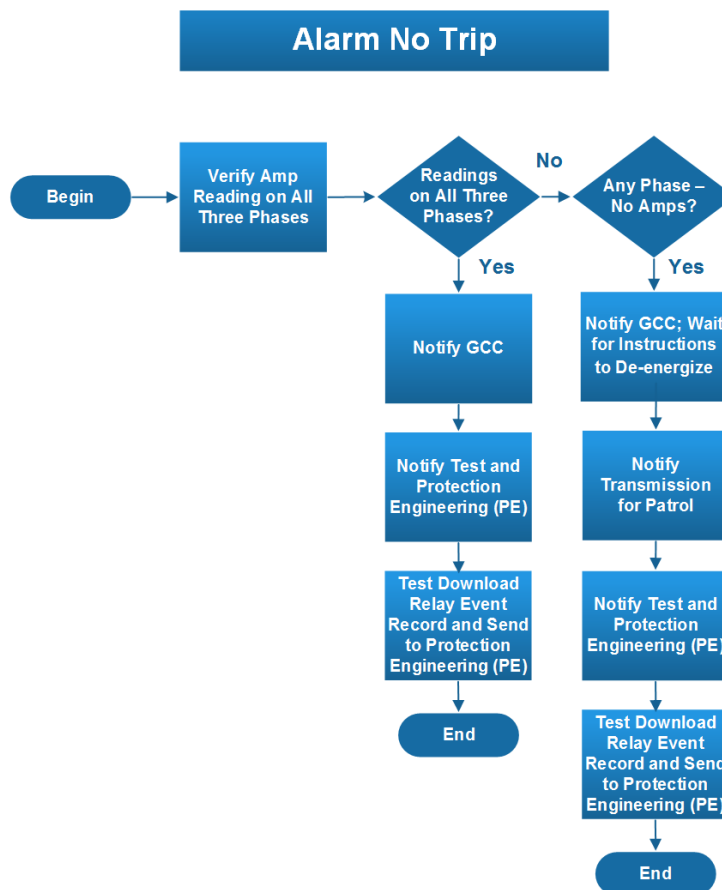 Alarm No Trip
Begin
Verify Amp
Reading on All
Three Phases
Readings
on All Three
Phases?
No
Any Phase –
No Amps?
Yes
Yes
Notify GCC
Notify GCC; Wait
for Instructions
to De-energize
Notify Test and
Protection
Engineering (PE)
Notify
Transmission
for Patrol
Test Download
Relay Event
Record and Send
to Protection
Engineering (PE)
Notify Test and
Protection
Engineering (PE)
End
Test Download
Relay Event
Record and Send
to Protection
Engineering (PE)
End